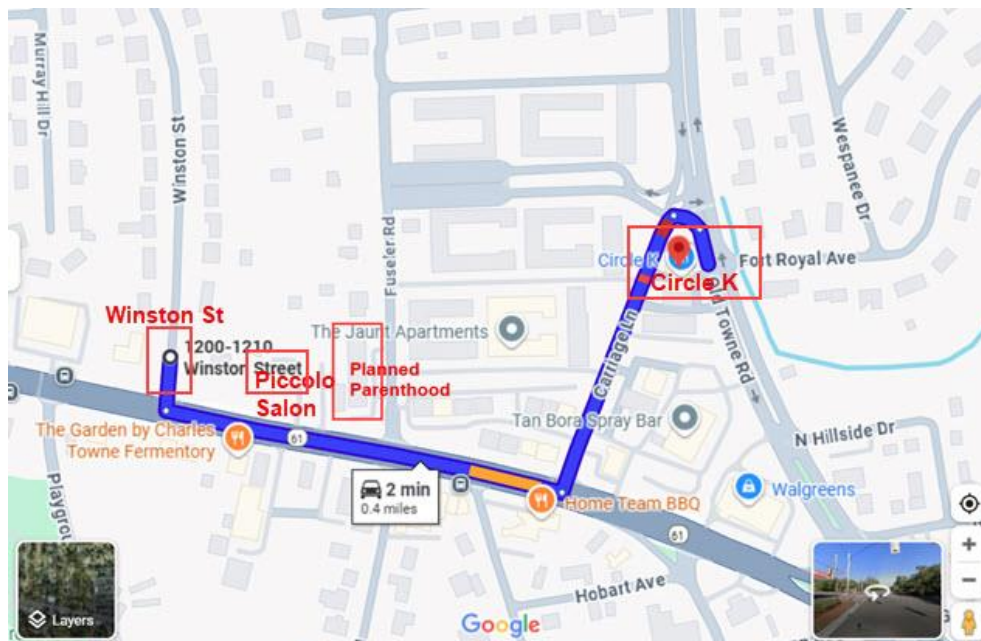 Murray Hill Dr
Winston St
Fuseler Rd
Wespanee Dr
Circle K
Circle K
Fort Royal Ave
Old Towne Rd
Winston St
1200-1210
Winston Street
Piccolo
Salon
The Jaunt Apartments
Planned
Parenthood
Carriage Ln
Tan Bora Spray Bar
N Hillside Dr
The Garden by Charles
Towne Fermentory
61
2 min
0.4 miles
Home Team BBQ
Walgreens
61
Hobart Ave
Layers
Google